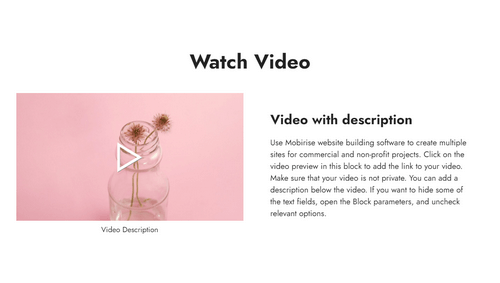 Watch Video
Video with description
Use Mobirise website building software to create multiple
sites for commercial and non-profit projects. Click on the
video preview in this block to add the link to your video.
Make sure that your video is not private. You can add a
description below the video. If you want to hide some of
the text fields, open the Block parameters, and uncheck
relevant options.
Video Description